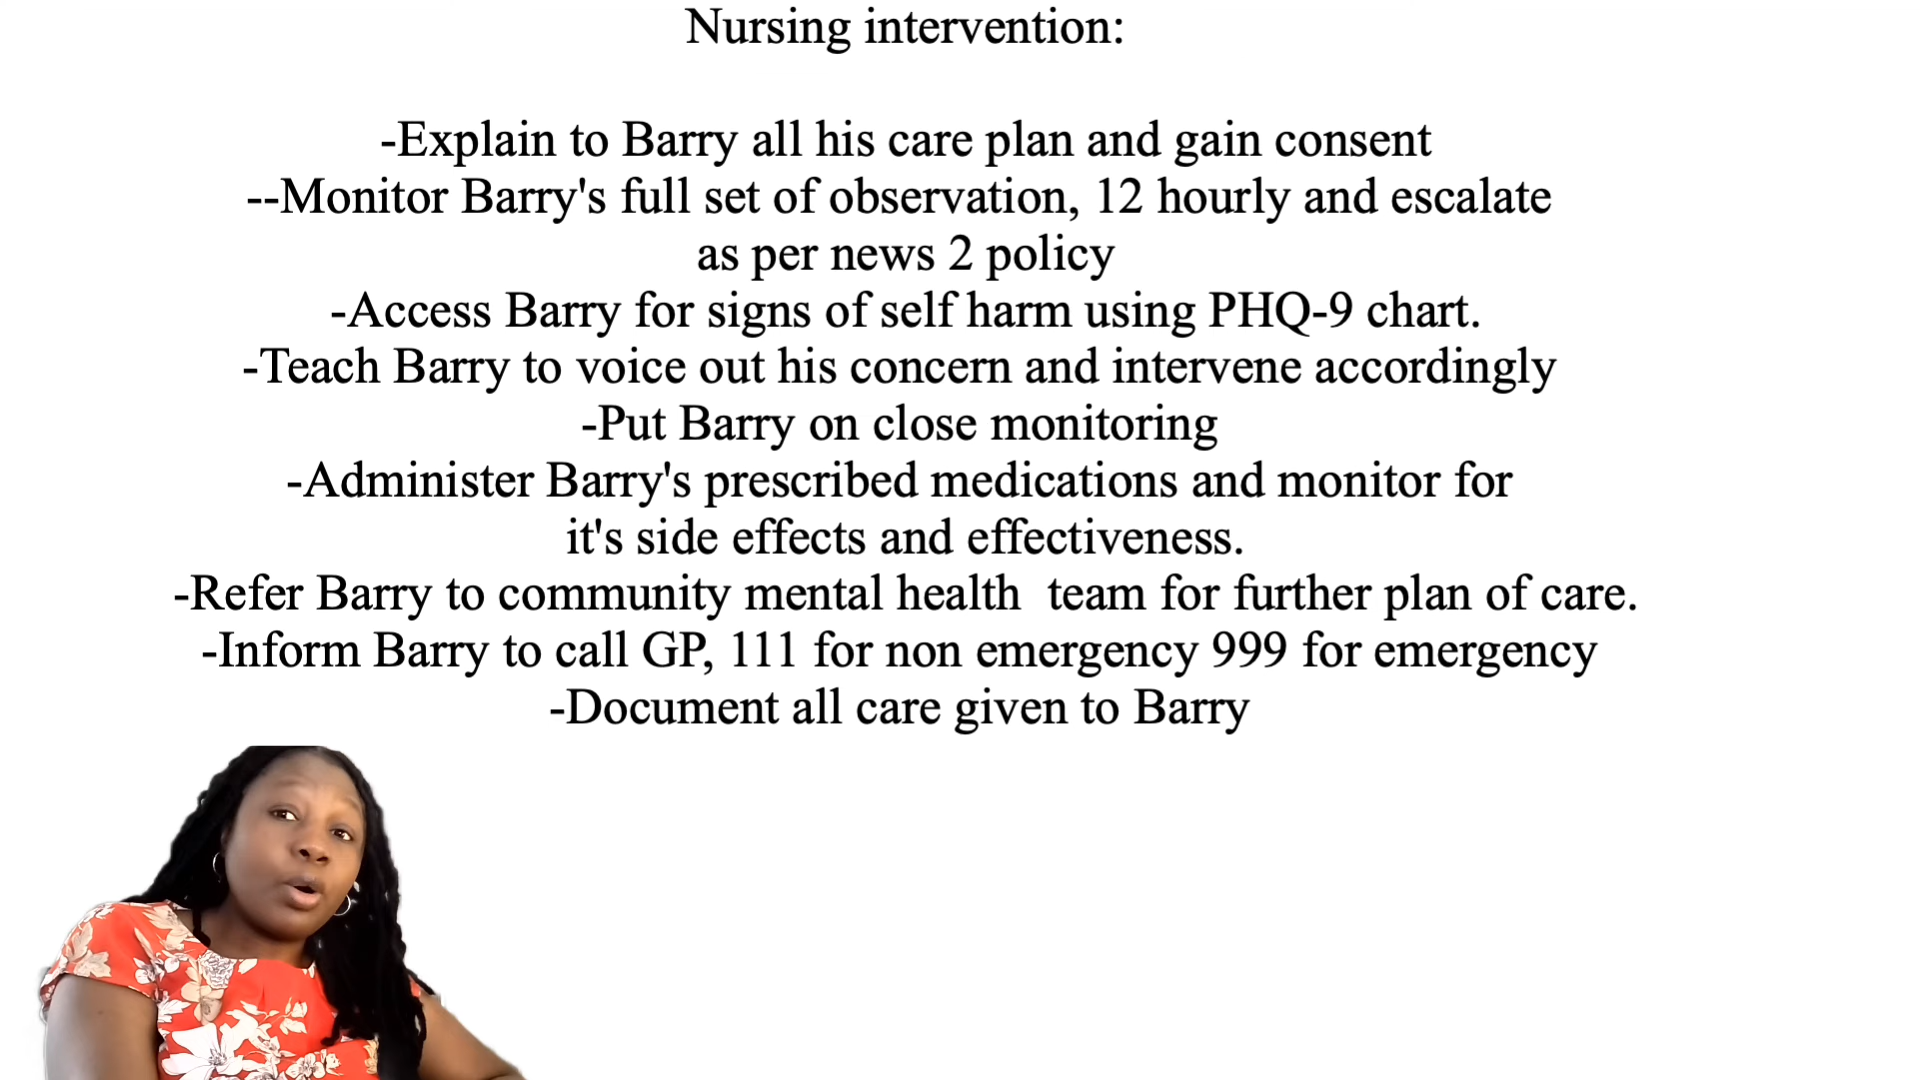 Nursing intervention:
-Explain to Barry all his care plan and gain consent
--Monitor Barry's full set of observation, 12 hourly and escalate
as per news 2 policy
-Access Barry for signs of self harm using PHQ-9 chart.
-Teach Barry to voice out his concern and intervene accordingly
-Put Barry on close monitoring
-Administer Barry's prescribed medications and monitor for
it's side effects and effectiveness.
-Refer Barry to community mental health  team for further plan of care.
-Inform Barry to call GP, 111 for non emergency 999 for emergency
-Document all care given to Barry